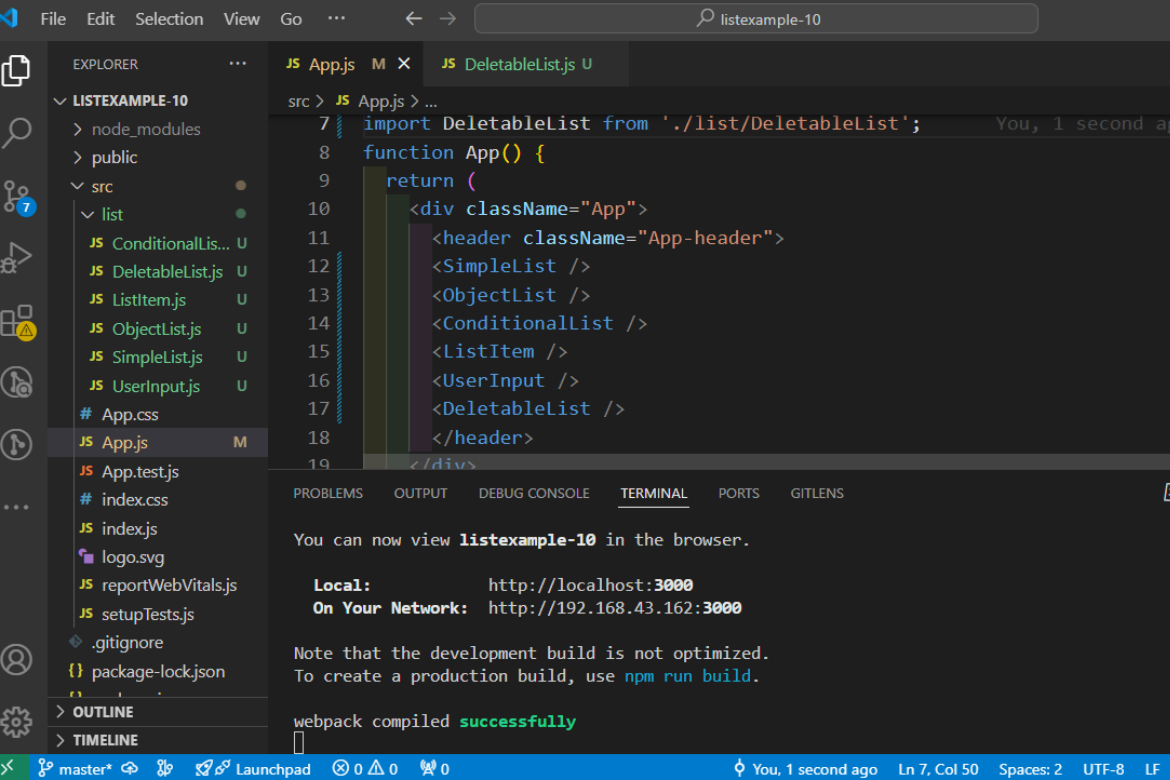 File Edit Selection View Go ··· ← → listexample-10
EXPLORER ···
LISTEXAMPLE-10
node_modules
public
src
list
JS ConditionalLis... U
JS DeletableList.js U
JS ListItem.js U
JS ObjectList.js U
JS SimpleList.js U
JS UserInput.js U
# App.css
JS App.js M
JS App.test.js
# index.css
JS index.js
logo.svg
JS reportWebVitals.js
JS setupTests.js
.gitignore
{} package-lock.json
OUTLINE
TIMELINE
7
JS App.js M ×
JS DeletableList.js U
src > JS App.js > ...
7 import DeletableList from './list/DeletableList'; You, 1 second
8 function App() {
9 return (
10 <div className="App">
11 <header className="App-header">
12 <SimpleList />
13 <ObjectList />
14 <ConditionalList />
15 <ListItem />
16 <UserInput />
17 <DeletableList />
18 </header>
19 </div>
PROBLEMS OUTPUT DEBUG CONSOLE TERMINAL PORTS GITLENS
You can now view listexample-10 in the browser.
Local: http://localhost:3000
On Your Network: http://192.168.43.162:3000
Note that the development build is not optimized.
To create a production build, use npm run build.
webpack compiled successfully
master* Launchpad 0 0 0 You, 1 second ago Ln 7, Col 50 Spaces: 2 UTF-8 LF